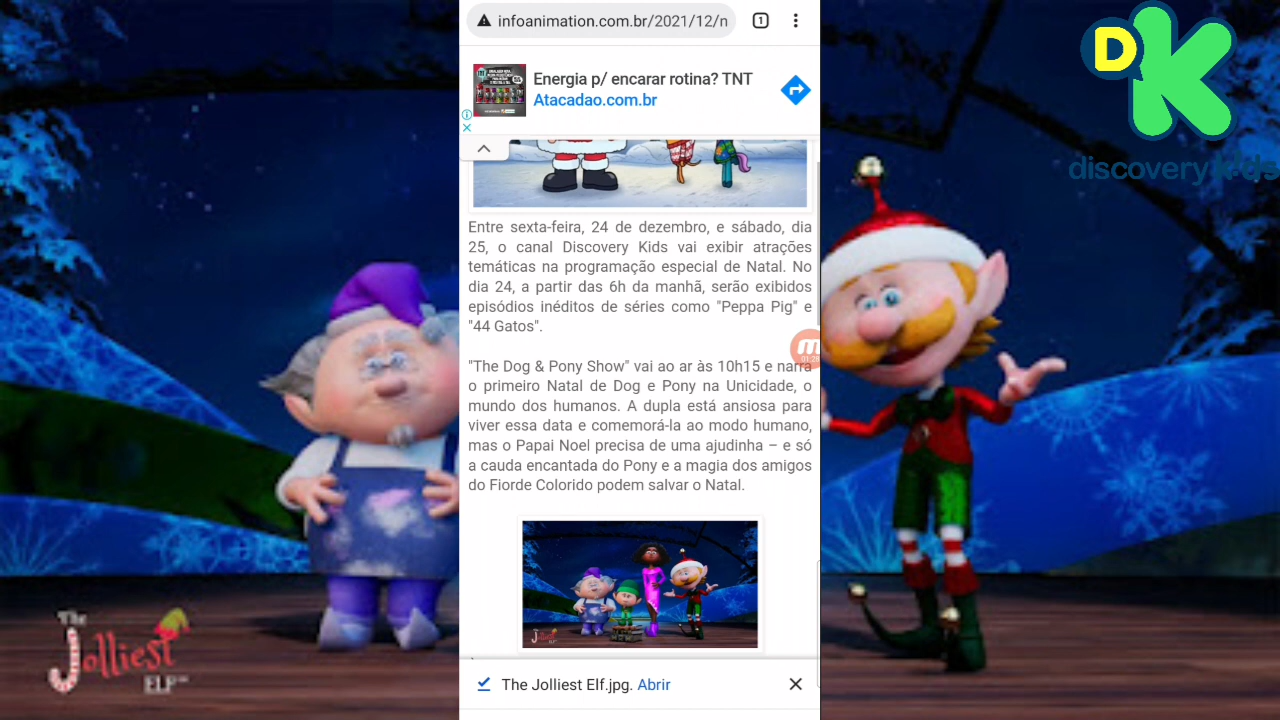 infoanimation.com.br/2021/12/n
1
Energia p/ encarar rotina? TNT
Atacadao.com.br
Entre sexta-feira, 24 de dezembro, e sábado, dia
25, o canal Discovery Kids vai exibir atrações
temáticas na programação especial de Natal. No
dia 24, a partir das 6h da manhã, serão exibidos
episódios inéditos de séries como "Peppa Pig" e
"44 Gatos".
"The Dog & Pony Show" vai ao ar às 10h15 e narra
o primeiro Natal de Dog e Pony na Unicidade, o
mundo dos humanos. A dupla está ansiosa para
viver essa data e comemorá-la ao modo humano,
mas o Papai Noel precisa de uma ajudinha – e só
a cauda encantada do Pony e a magia dos amigos
do Fiorde Colorido podem salvar o Natal.
The Jolliest Elf.jpg. Abrir
DK
discovery kids
The
Jolliest
ELF